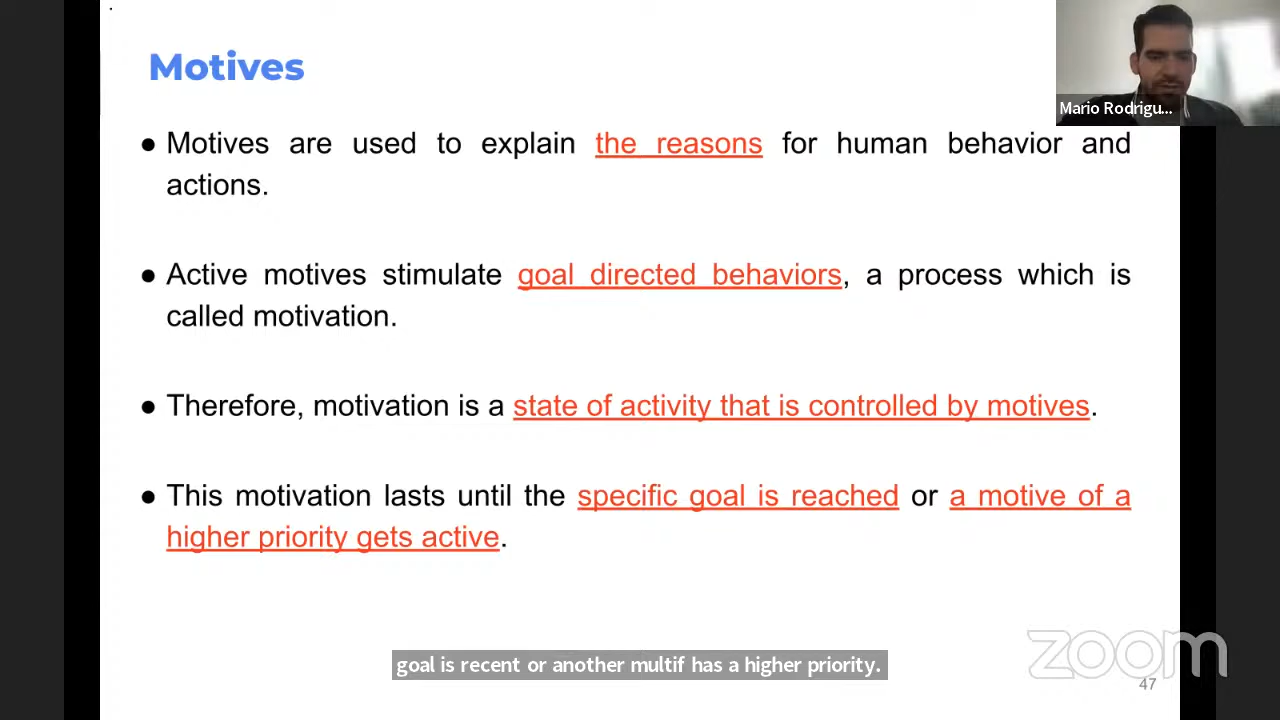 Motives
Mario Rodrigu...
● Motives are used to explain the reasons for human behavior and
actions.
● Active motives stimulate goal directed behaviors, a process which is
called motivation.
● Therefore, motivation is a state of activity that is controlled by motives.
● This motivation lasts until the specific goal is reached or a motive of a
higher priority gets active.
goal is recent or another multif has a higher priority.
zoom
47